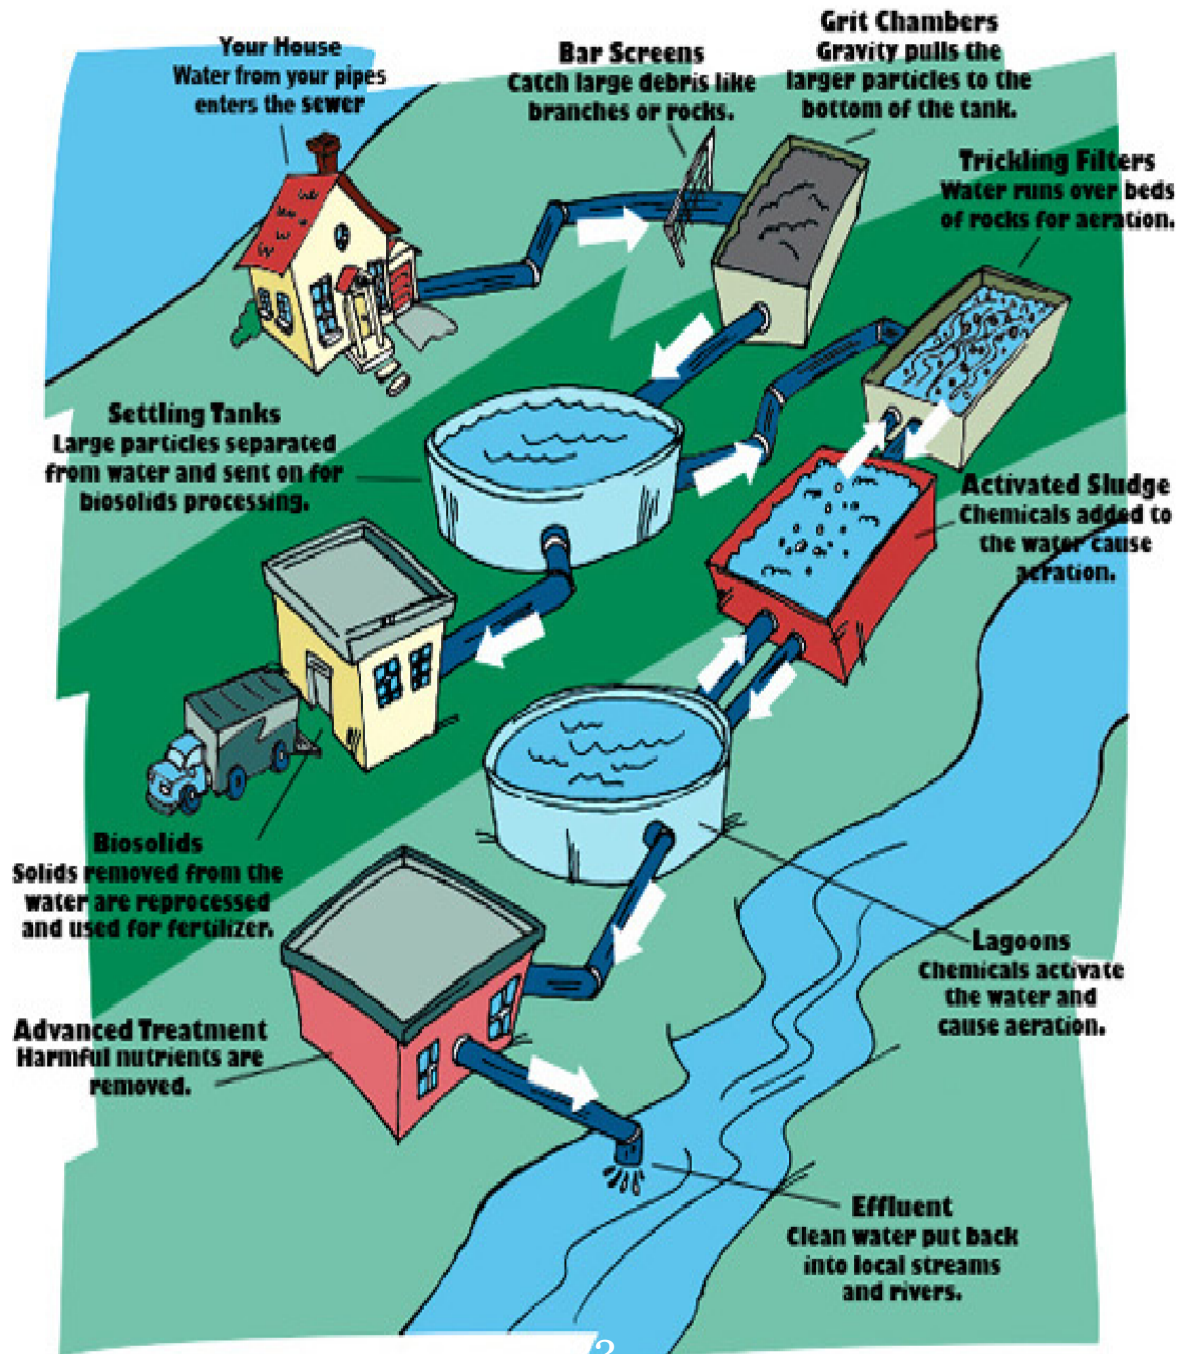 Your House
Water from your pipes
enters the sewer
Bar Screens
Catch large debris like
branches or rocks.
Grit Chambers
Gravity pulls the
larger particles to the
bottom of the tank.
Trickling Filters
Water runs over beds
of rocks for aeration.
Settling Tanks
Large particles separated
from water and sent on for
biosolids processing.
Activated Sludge
Chemicals added to
the water cause
aeration.
Biosolids
Solids removed from the
water are reprocessed
and used for fertilizer.
Lagoons
Chemicals activate
the water and
cause aeration.
Advanced Treatment
Harmful nutrients are
removed.
Effluent
Clean water put back
into local streams
and rivers.